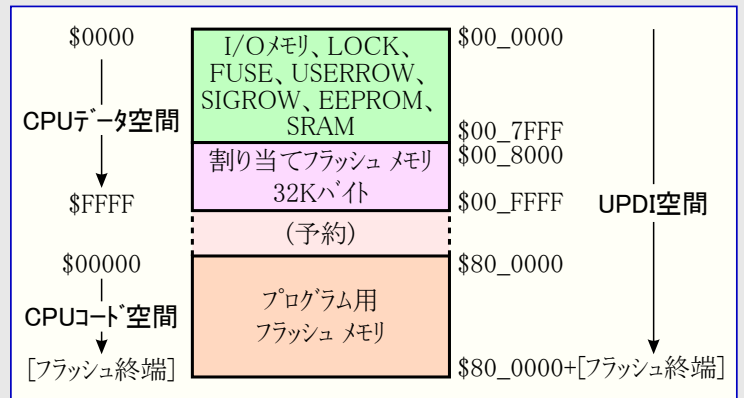 $0000
CPUデータ空間
$FFFF
$00000
CPUコード空間
[フラッシュ終端]
I/Oメモリ、LOCK、
FUSE、USERROW、
SIGROW、EEPROM、
SRAM
割り当てフラッシュ メモリ
32Kバイト
(予約)
プログラム用
フラッシュ メモリ
$00_0000
$00_7FFF
$00_8000
$00_FFFF
$80_0000
$80_0000+[フラッシュ終端]
UPDI空間